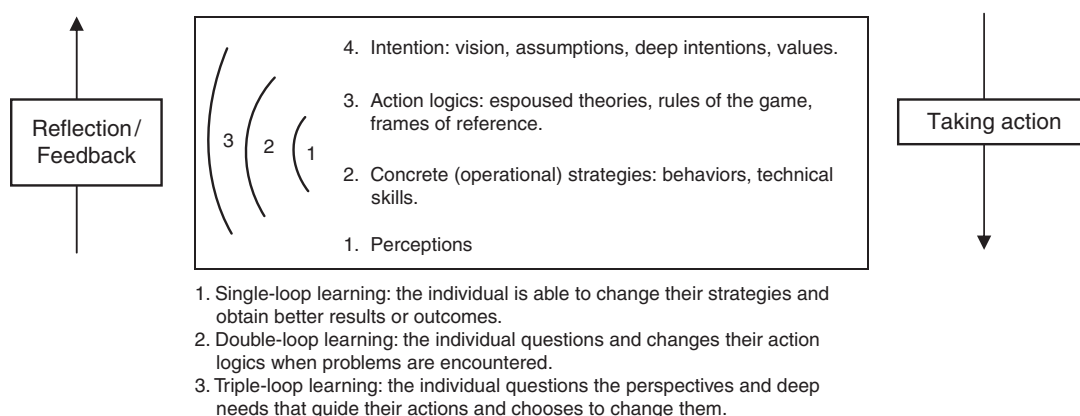 Reflection/
Feedback
3
2
1
4. Intention: vision, assumptions, deep intentions, values.
3. Action logics: espoused theories, rules of the game,
frames of reference.
2. Concrete (operational) strategies: behaviors, technical
skills.
1. Perceptions
Taking action
1. Single-loop learning: the individual is able to change their strategies and
obtain better results or outcomes.
2. Double-loop learning: the individual questions and changes their action
logics when problems are encountered.
3. Triple-loop learning: the individual questions the perspectives and deep
needs that guide their actions and chooses to change them.